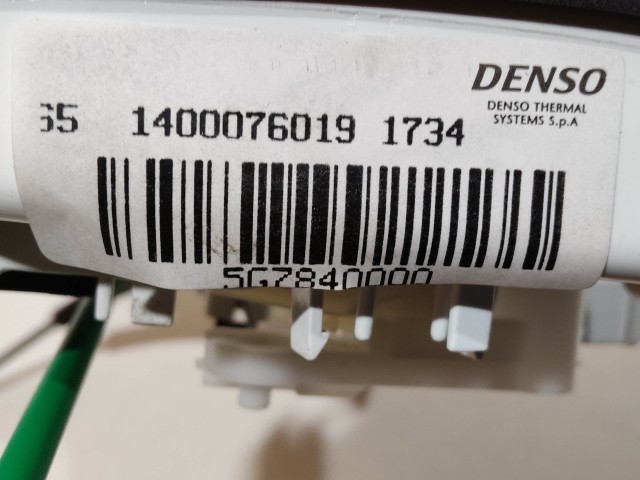 DENSO
DENSO THERMAL
SYSTEMS S.p.A
65 1400076019 1734
5G7840000